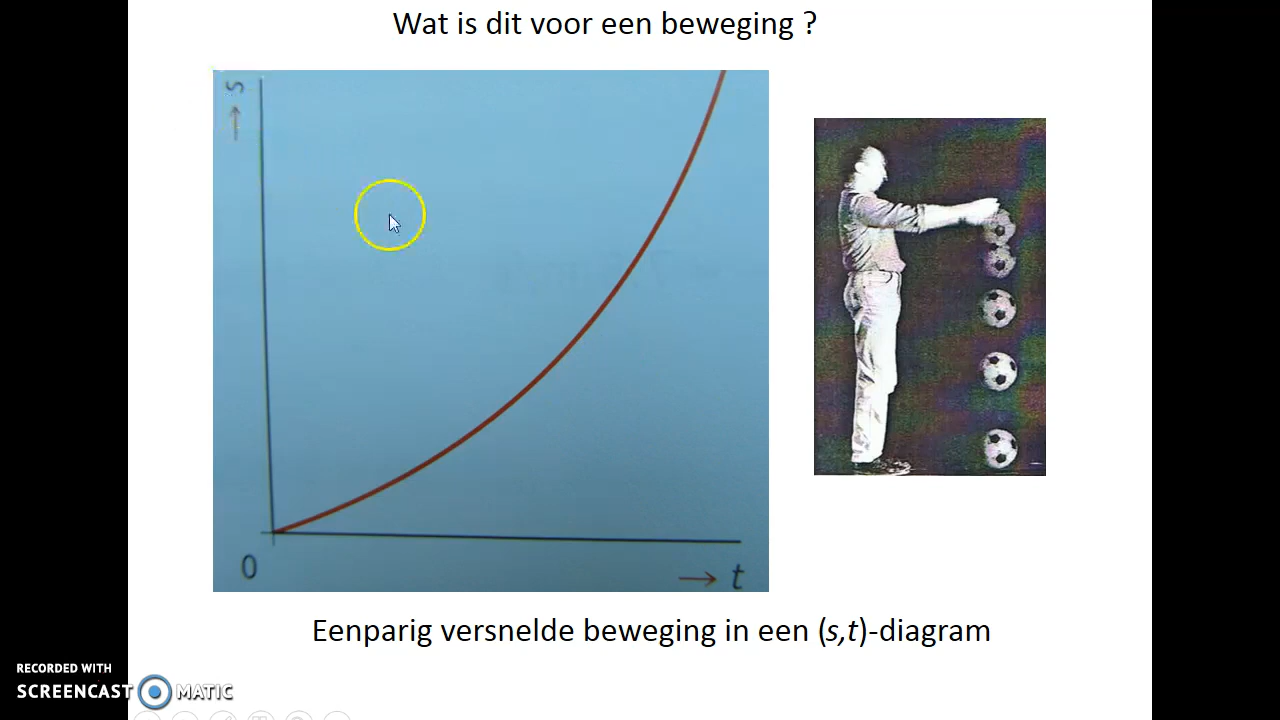 Wat is dit voor een beweging ?
→ s
0
→ t
Eenparig versnelde beweging in een (s,t)-diagram
RECORDED WITH
SCREENCAST MATIC